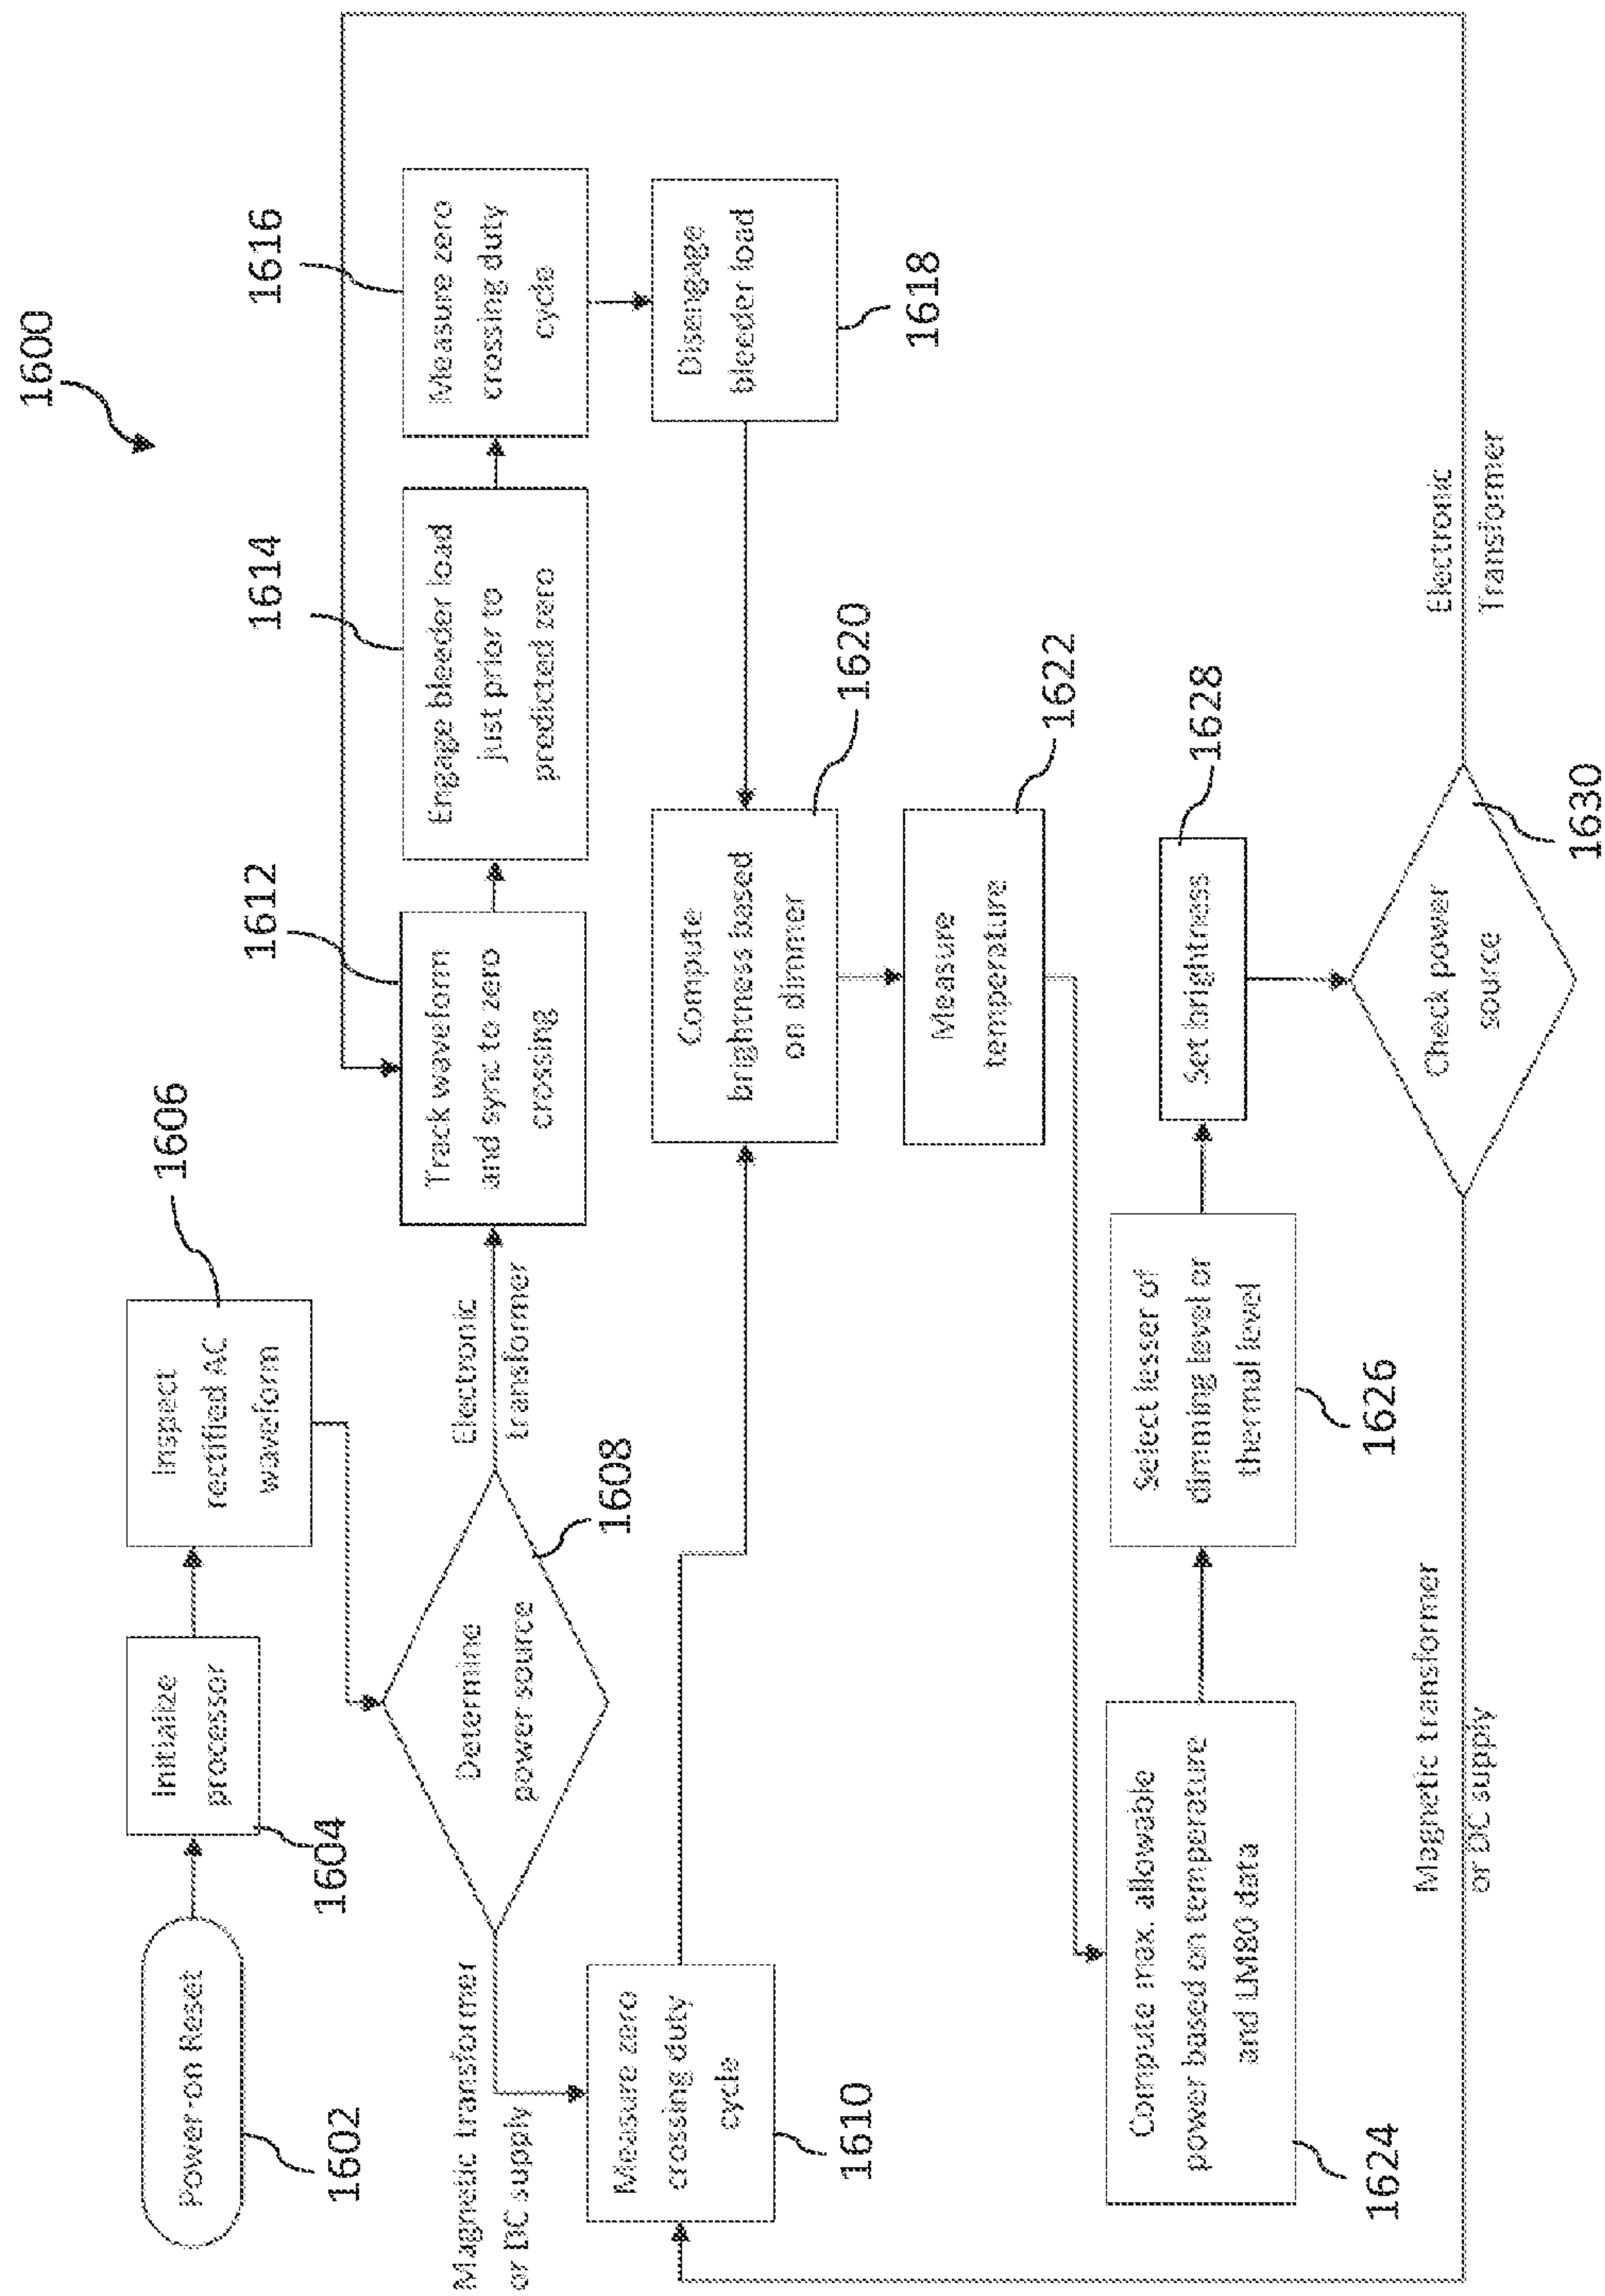 1600
Power-on Reset
1602
Initialize
processor
1604
Inspect
rectified AC
waveform
1606
Determine
power source
1608
Magnetic transformer
or DC supply
Electronic
transformer
Measure zero
crossing duty
cycle
1610
Track waveform
and sync to zero
crossing
1612
Engage bleeder load
just prior to
predicted zero
1614
Measure zero
crossing duty
cycle
1616
Disengage
bleeder load
1618
Compute
brightness based
on dimmer
1620
Measure
temperature
1622
Compute max. allowable
power based on temperature
and LM80 data
1624
Select lesser of
dimming level or
thermal level
1626
Set brightness
1628
Check power
source
1630
Magnetic transformer
or DC supply
Electronic
Transformer